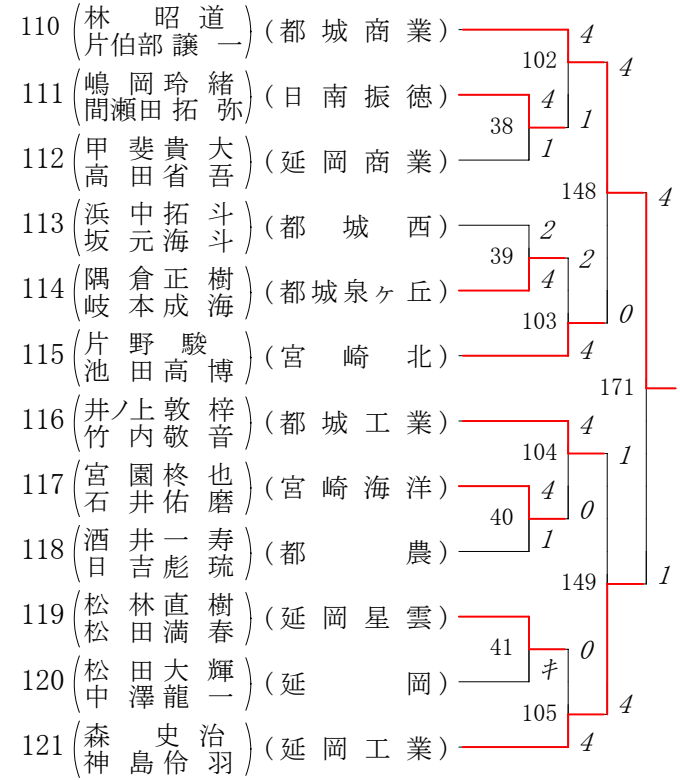 110 林 昭道 (都城商業)
片伯部 譲一
4
102
4
111 嶋岡玲緒 (日南振徳)
間瀬田拓弥
4
38
1
1
112 甲斐貴大 (延岡商業)
高田省吾
148
4
113 浜中拓斗 (都城西)
坂元海斗
2
39
2
4
114 隅倉正樹 (都城泉ヶ丘)
岐本成海
103
0
4
115 片野 駿 (宮崎北)
池田高博
171
116 井ノ上敦梓 (都城工業)
竹内敬音
4
104
1
117 宮園柊也 (宮崎海洋)
石井佑磨
4
40
0
1
118 酒井一寿 (都農)
日吉彪琉
149
1
119 松林直樹 (延岡星雲)
松田満春
41
0
キ
120 松田大輝 (延岡)
中澤龍一
105
4
4
121 森 史治 (延岡工業)
神島伶羽